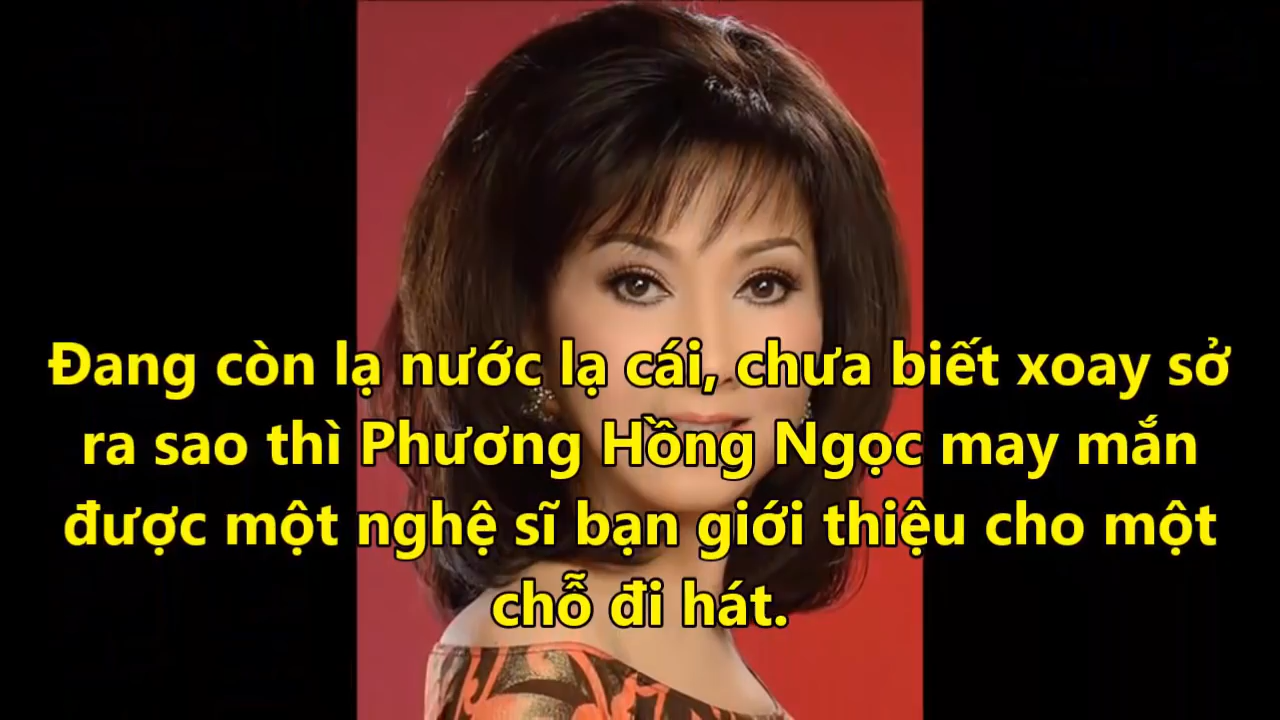 Đang còn lạ nước lạ cái, chưa biết xoay sở
ra sao thì Phương Hồng Ngọc may mắn
được một nghệ sĩ bạn giới thiệu cho một
chỗ đi hát.